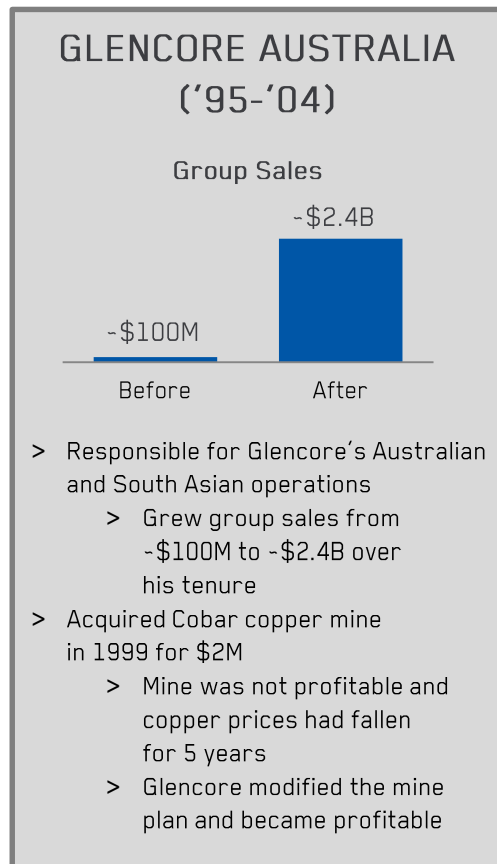 GLENCORE AUSTRALIA
('95-'04)
Group Sales
~$2.4B
~$100M
Before
After
> Responsible for Glencore's Australian
and South Asian operations
> Grew group sales from
~$100M to ~$2.4B over
his tenure
> Acquired Cobar copper mine
in 1999 for $2M
> Mine was not profitable and
copper prices had fallen
for 5 years
> Glencore modified the mine
plan and became profitable